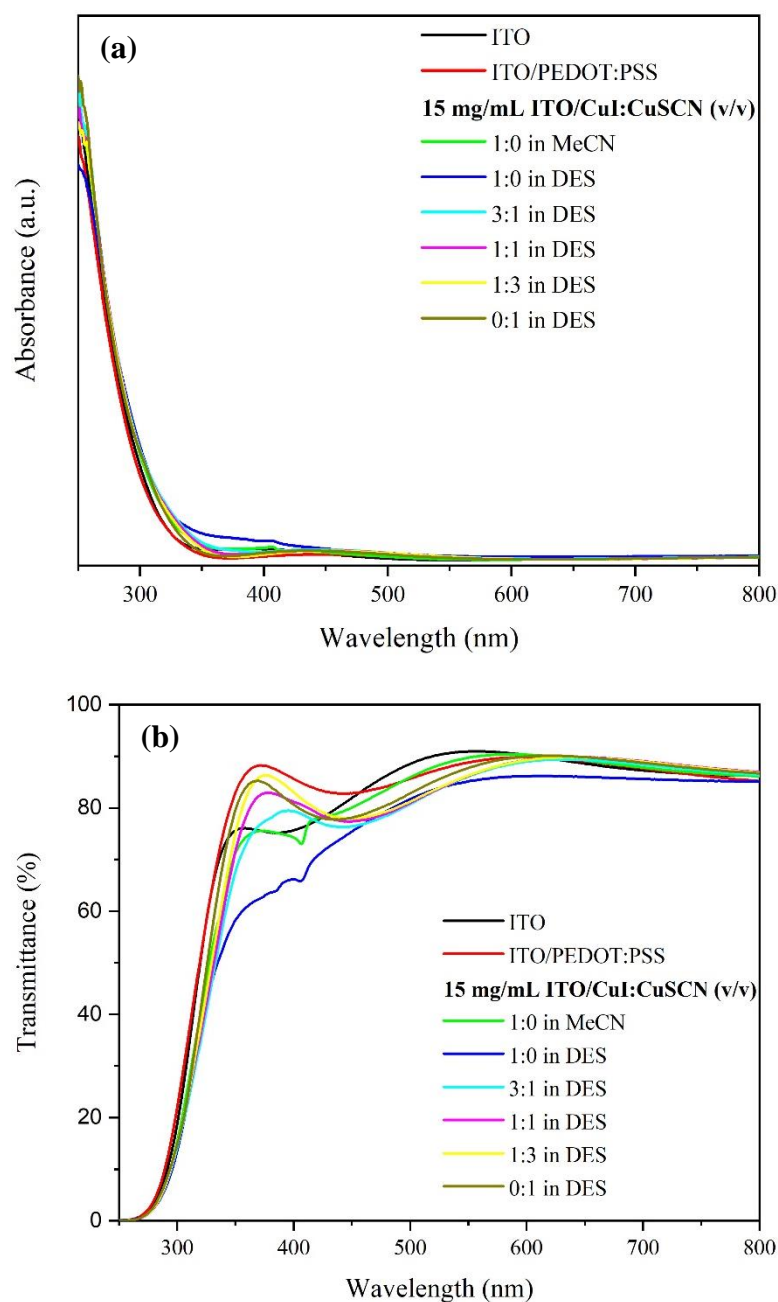 (a)
ITO
ITO/PEDOT:PSS
15 mg/mL ITO/CuI:CuSCN (v/v)
1:0 in MeCN
1:0 in DES
3:1 in DES
1:1 in DES
1:3 in DES
0:1 in DES
Absorbance (a.u.)
300 400 500 600 700 800
Wavelength (nm)
(b)
100
80
60
40
20
0
Transmittance (%)
ITO
ITO/PEDOT:PSS
15 mg/mL ITO/CuI:CuSCN (v/v)
1:0 in MeCN
1:0 in DES
3:1 in DES
1:1 in DES
1:3 in DES
0:1 in DES
300 400 500 600 700 800
Wavelength (nm)